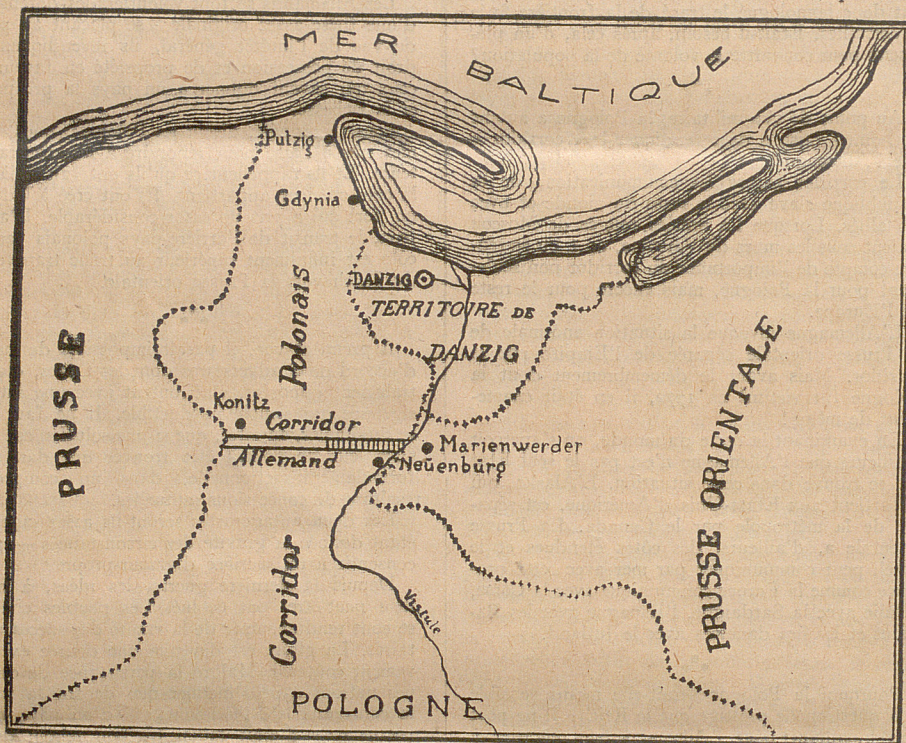 MER
BALTIQUE
Putzig
Gdynia
DANZIG
TERRITOIRE DE
DANZIG
Polonais
Corridor
PRUSSE
Konitz
Corridor
Allemand
Marienwerder
Neüenbürg
PRUSSE ORIENTALE
Vistule
POLOGNE